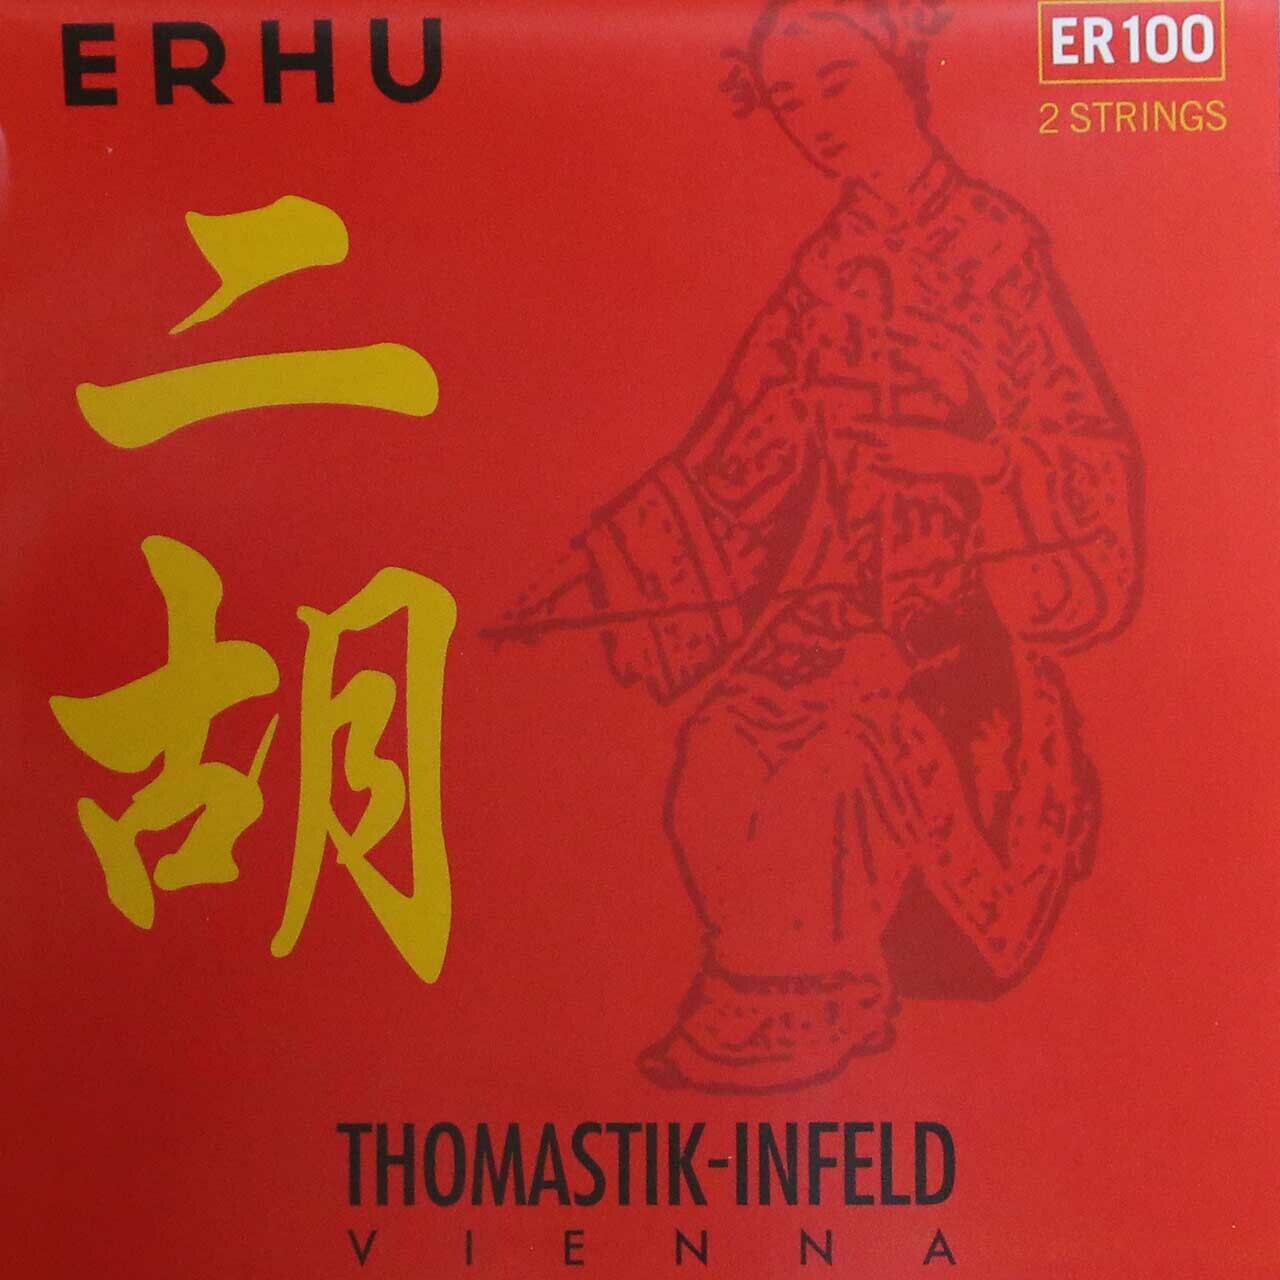 ERHU
ER100
2 STRINGS
二胡
THOMASTIK-INFELD
VIENNA